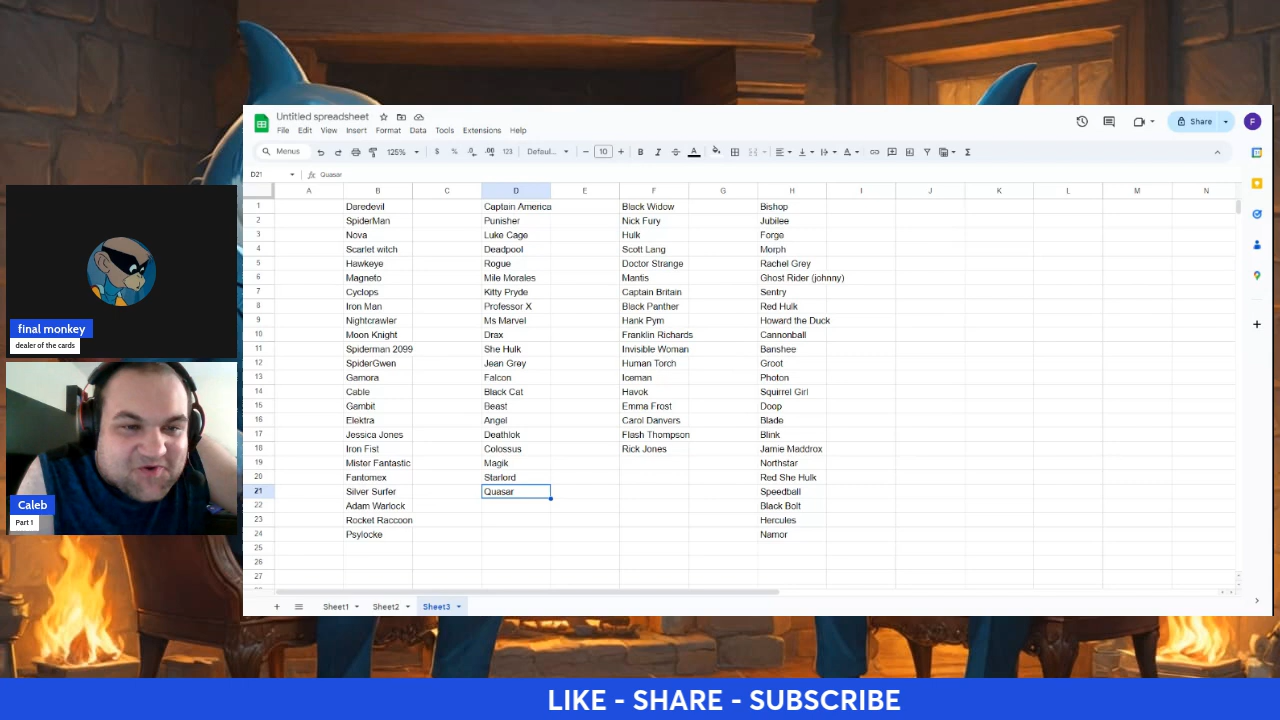 Untitled spreadsheet
File Edit View Insert Format Data Tools Extensions Help
Share
F
Menus 125% $ % .0 .00 123 Defaul... 10 B I A
D21 Quasar
A B C D E F G H I J K L M N
1 Daredevil Captain America Black Widow Bishop
2 SpiderMan Punisher Nick Fury Jubilee
3 Nova Luke Cage Hulk Forge
4 Scarlet witch Deadpool Scott Lang Morph
5 Hawkeye Rogue Doctor Strange Rachel Grey
6 Magneto Mile Morales Mantis Ghost Rider (johnny)
7 Cyclops Kitty Pryde Captain Britain Sentry
8 Iron Man Professor X Black Panther Red Hulk
9 Nightcrawler Ms Marvel Hank Pym Howard the Duck
10 Moon Knight Drax Franklin Richards Cannonball
11 Spiderman 2099 She Hulk Invisible Woman Banshee
12 SpiderGwen Jean Grey Human Torch Groot
13 Gamora Falcon Iceman Photon
14 Cable Black Cat Havok Squirrel Girl
15 Gambit Beast Emma Frost Doop
16 Elektra Angel Carol Danvers Blade
17 Jessica Jones Deathlok Flash Thompson Blink
18 Iron Fist Colossus Rick Jones Jamie Maddrox
19 Mister Fantastic Magik Northstar
20 Fantomex Starlord Red She Hulk
21 Silver Surfer Quasar Speedball
22 Adam Warlock Black Bolt
23 Rocket Raccoon Hercules
24 Psylocke Namor
25
26
27
Sheet1 Sheet2 Sheet3
final monkey
dealer of the cards
Caleb
Part 1
LIKE - SHARE - SUBSCRIBE